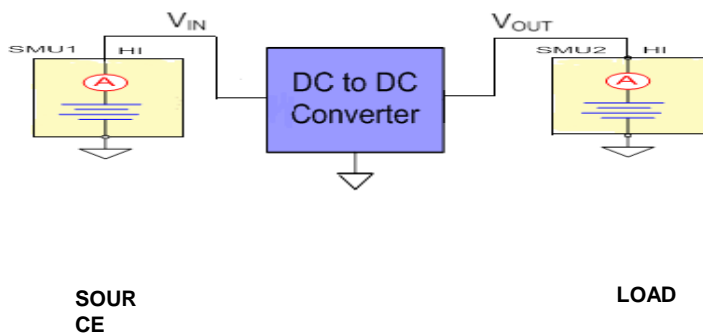 VIN
VOUT
SMU1 HI
SMU2 HI
A
A
DC to DC
Converter
SOUR
CE
LOAD